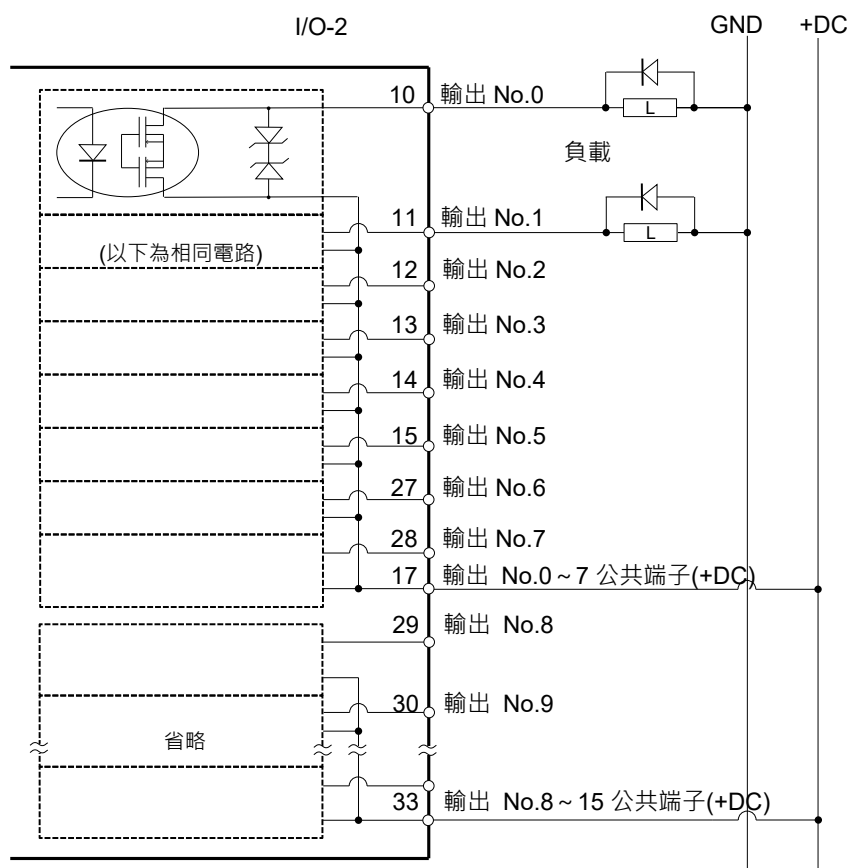 I/O-2
GND +DC
10 輸出 No.0
L
負載
11 輸出 No.1
L
(以下為相同電路)
12 輸出 No.2
13 輸出 No.3
14 輸出 No.4
15 輸出 No.5
27 輸出 No.6
28 輸出 No.7
17 輸出 No.0~7 公共端子(+DC)
29 輸出 No.8
30 輸出 No.9
省略
33 輸出 No.8~15 公共端子(+DC)